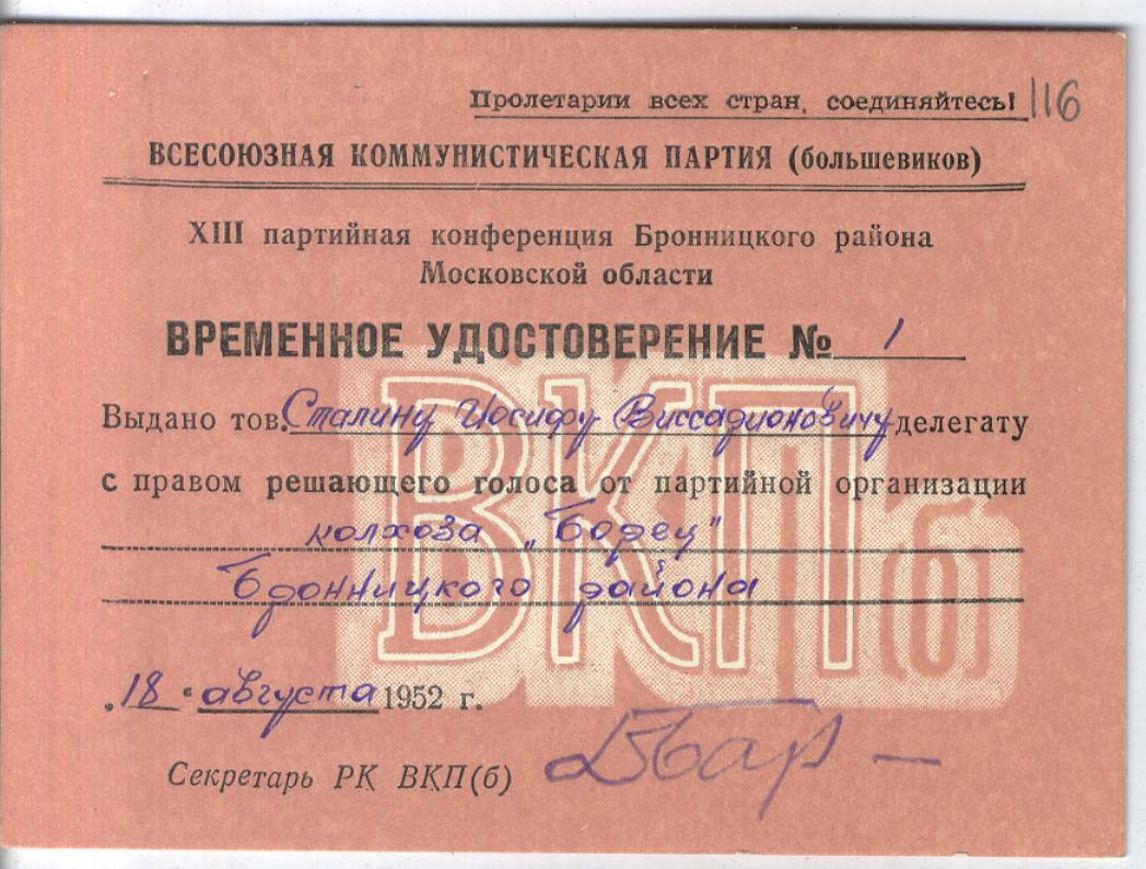 Пролетарии всех стран, соединяйтесь! 116
ВСЕСОЮЗНАЯ КОММУНИСТИЧЕСКАЯ ПАРТИЯ (большевиков)
XIII партийная конференция Бронницкого района
Московской области
ВРЕМЕННОЕ УДОСТОВЕРЕНИЕ № 1
Выдано тов. Сталину Иосифу Виссарионовичу делегату
с правом решающего голоса от партийной организации
колхоза „Борец"
Бронницкого района
ВКП(б)
„18" августа 1952 г.
Секретарь РК ВКП(б)